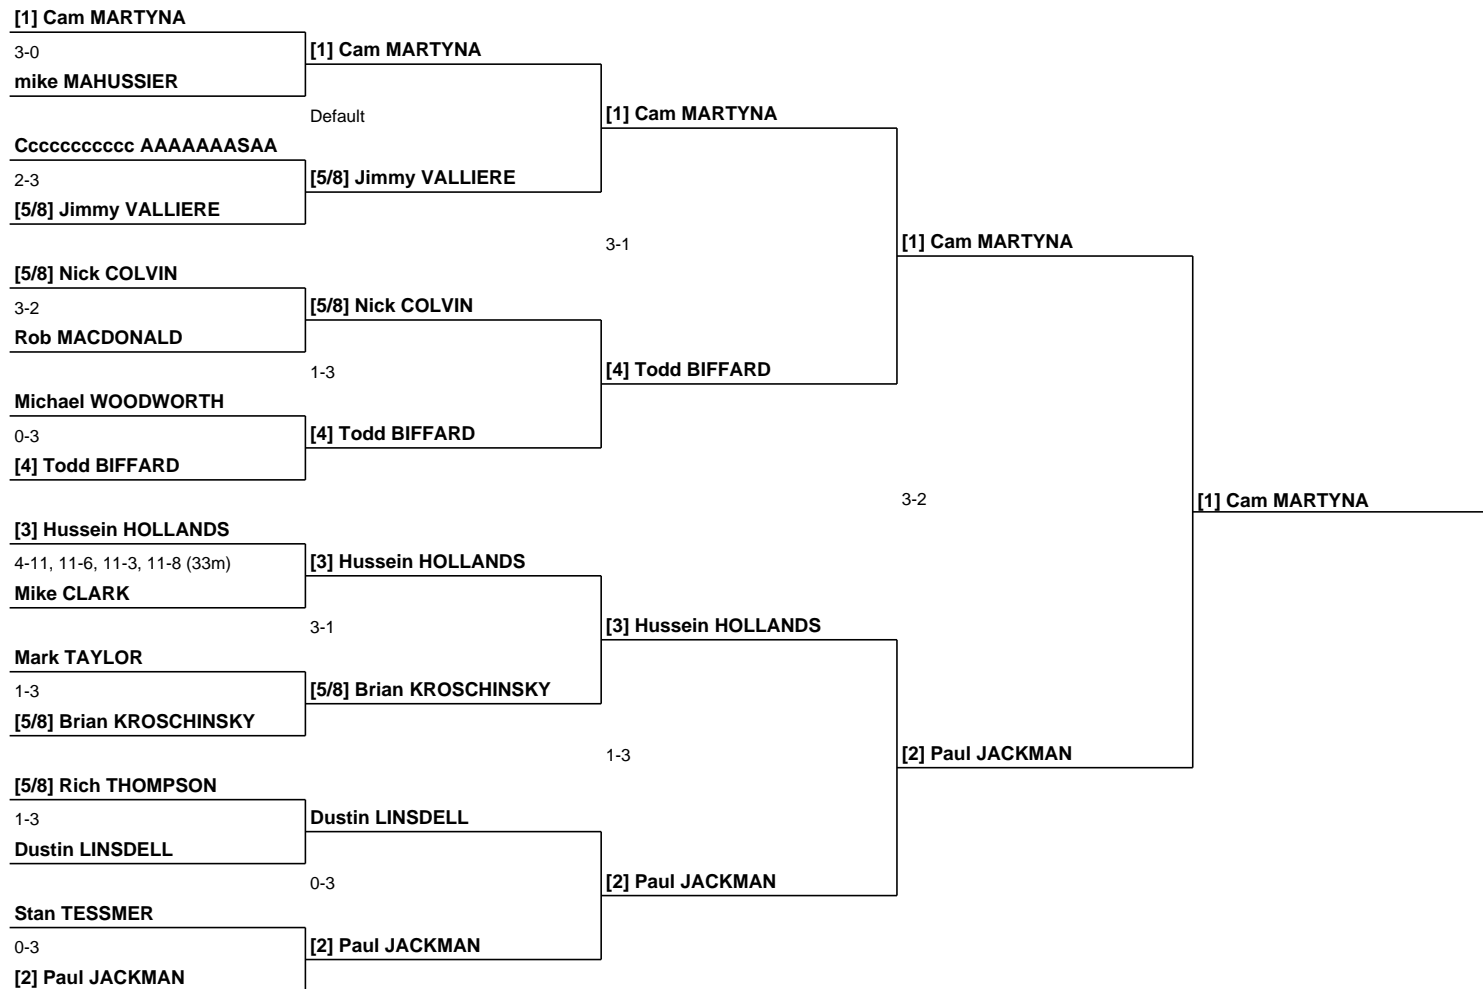 [1] Cam MARTYNA
3-0
mike MAHUSSIER
Cccccccccccc AAAAAAASAA
2-3
[5/8] Jimmy VALLIERE
[5/8] Nick COLVIN
3-2
Rob MACDONALD
Michael WOODWORTH
0-3
[4] Todd BIFFARD
[3] Hussein HOLLANDS
4-11, 11-6, 11-3, 11-8 (33m)
Mike CLARK
Mark TAYLOR
1-3
[5/8] Brian KROSCHINSKY
[5/8] Rich THOMPSON
1-3
Dustin LINSDELL
Stan TESSMER
0-3
[2] Paul JACKMAN
[1] Cam MARTYNA
Default
[5/8] Jimmy VALLIERE
[5/8] Nick COLVIN
1-3
[4] Todd BIFFARD
[3] Hussein HOLLANDS
3-1
[5/8] Brian KROSCHINSKY
Dustin LINSDELL
0-3
[2] Paul JACKMAN
[1] Cam MARTYNA
3-1
[4] Todd BIFFARD
[3] Hussein HOLLANDS
1-3
[2] Paul JACKMAN
[1] Cam MARTYNA
3-2
[2] Paul JACKMAN
[1] Cam MARTYNA